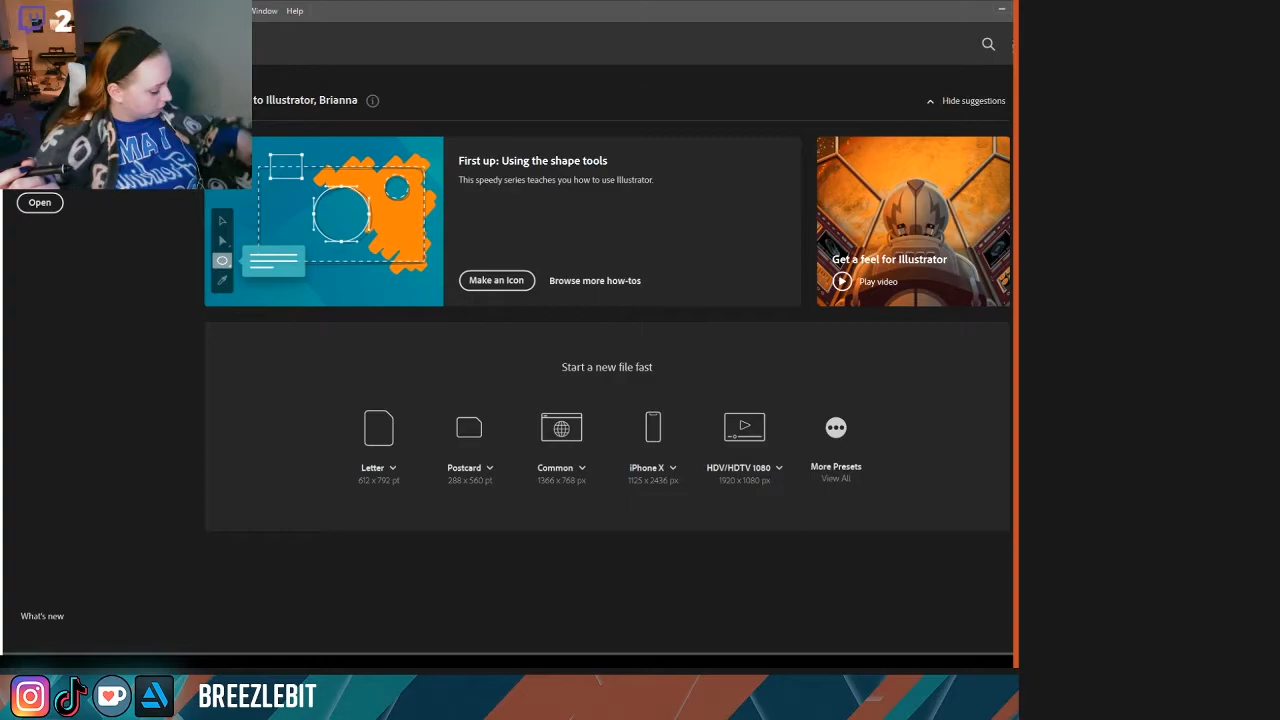 2
Window Help
to Illustrator, Brianna
Hide suggestions
Open
First up: Using the shape tools
This speedy series teaches you how to use Illustrator.
Make an Icon Browse more how-tos
Get a feel for Illustrator
Play video
Start a new file fast
Letter Postcard Common iPhone X HDV/HDTV 1080 More Presets
612 x 792 pt 288 x 560 pt 1366 x 768 px 1125 x 2436 px 1920 x 1080 px View All
What's new
BREEZLEBIT